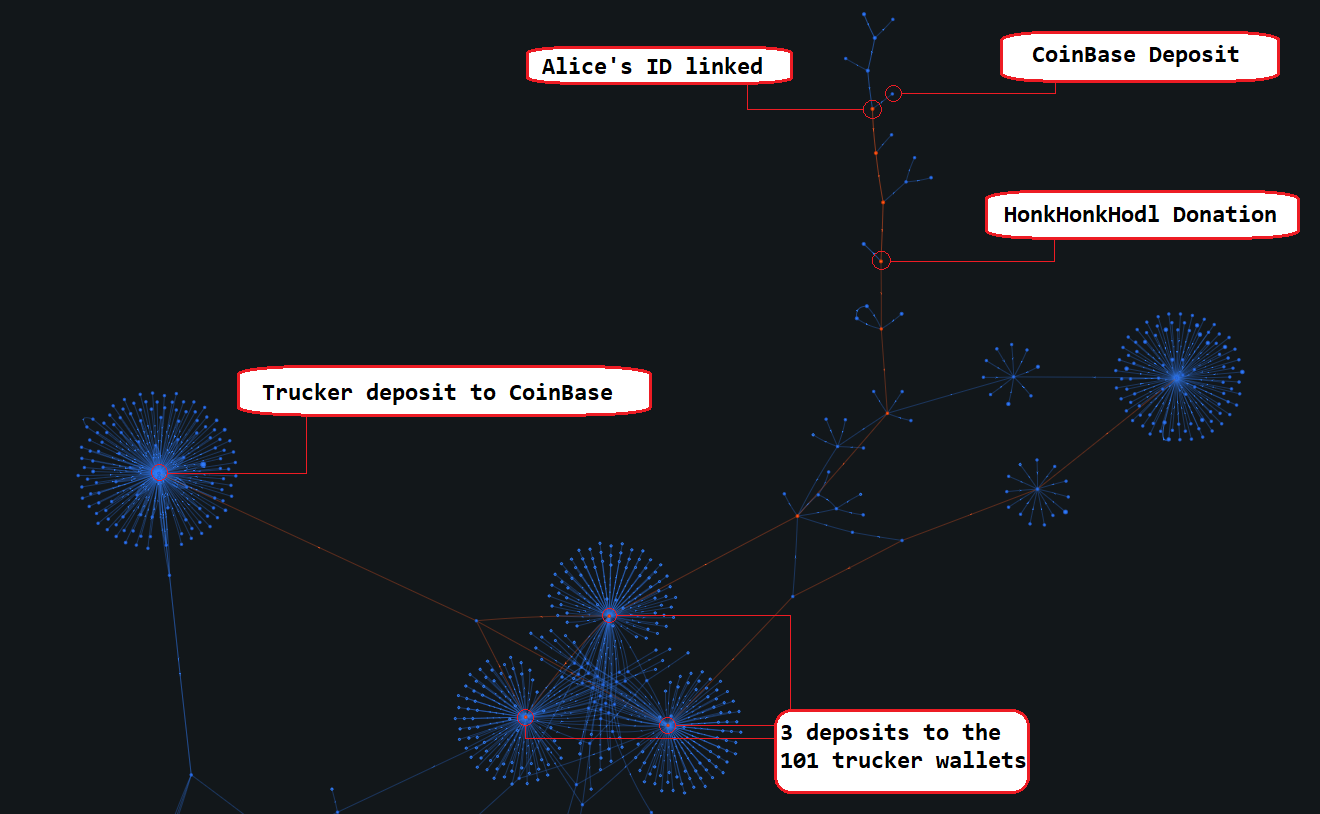 Alice's ID linked
CoinBase Deposit
HonkHonkHodl Donation
Trucker deposit to CoinBase
3 deposits to the
101 trucker wallets